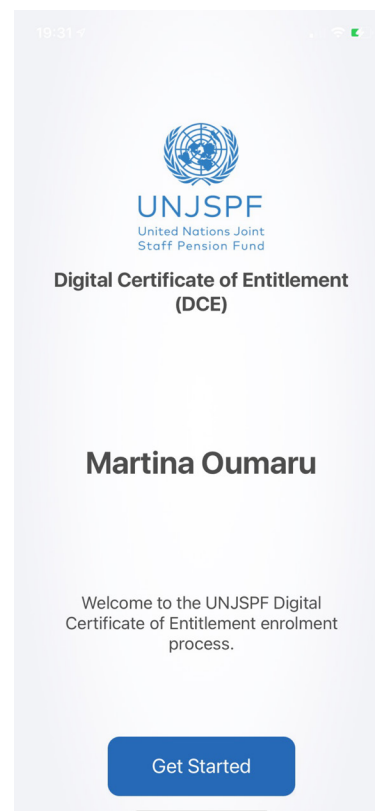 19:31
UNJSPF
United Nations Joint
Staff Pension Fund
Digital Certificate of Entitlement
(DCE)
Martina Oumaru
Welcome to the UNJSPF Digital
Certificate of Entitlement enrolment
process.
Get Started